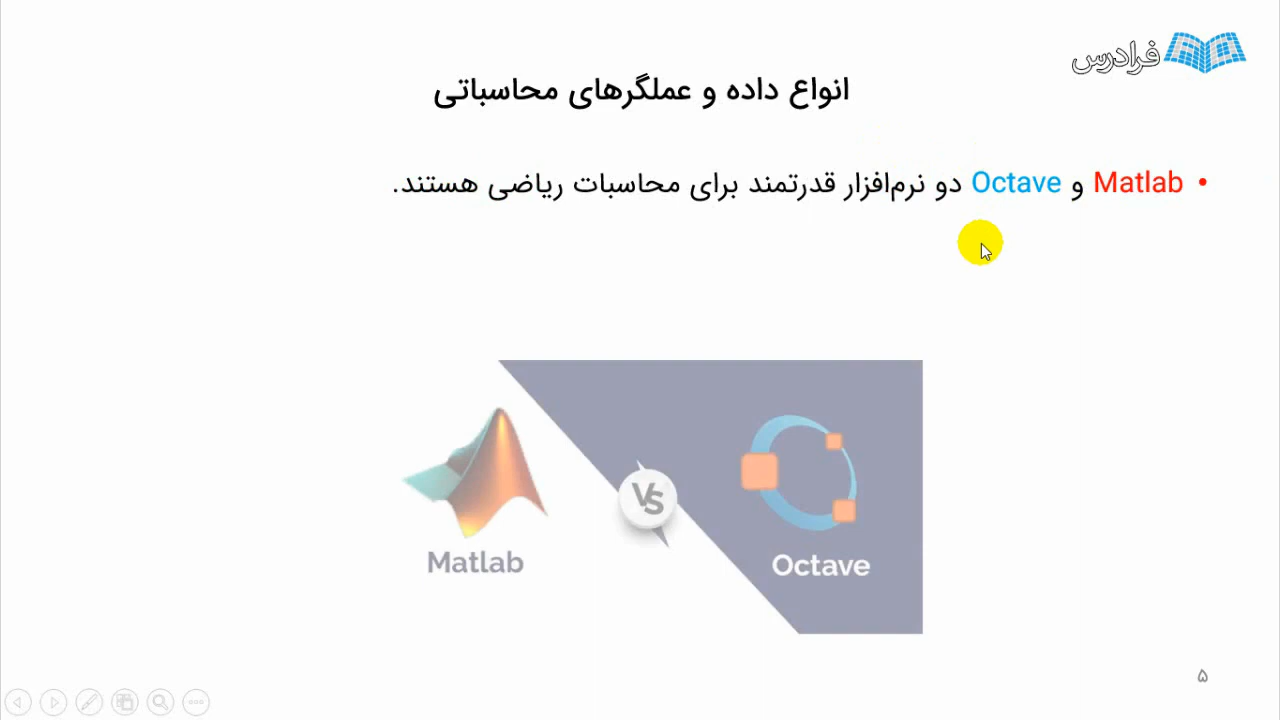 فرادرس
انواع داده و عملگرهای محاسباتی
• Matlab و Octave دو نرم‌افزار قدرتمند برای محاسبات ریاضی هستند.
VS
Matlab
Octave
۵